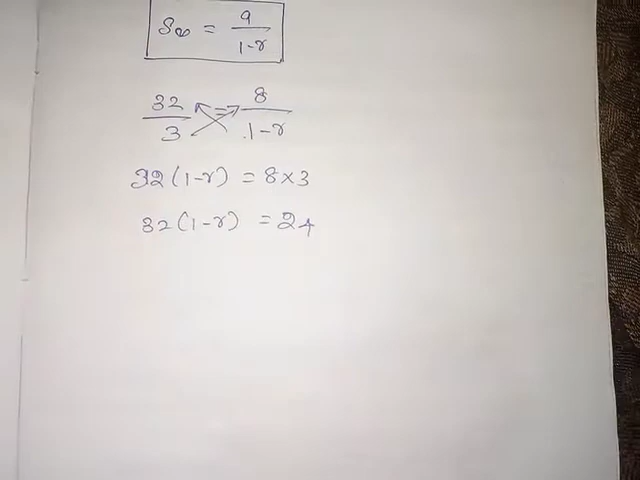 S∞ = a/1-r
32/3 = 8/1-r
32(1-r) = 8×3
32(1-r) = 24